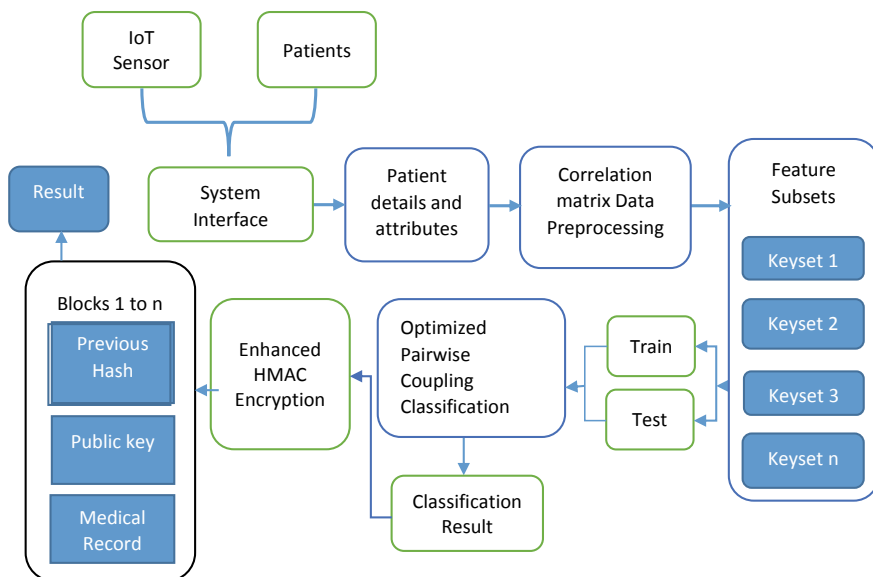 IoT
Sensor
Patients
Result
System
Interface
Patient
details and
attributes
Correlation
matrix Data
Preprocessing
Feature
Subsets
Keyset 1
Keyset 2
Keyset 3
Keyset n
Train
Test
Optimized
Pairwise
Coupling
Classification
Classification
Result
Enhanced
HMAC
Encryption
Blocks 1 to n
Previous
Hash
Public key
Medical
Record